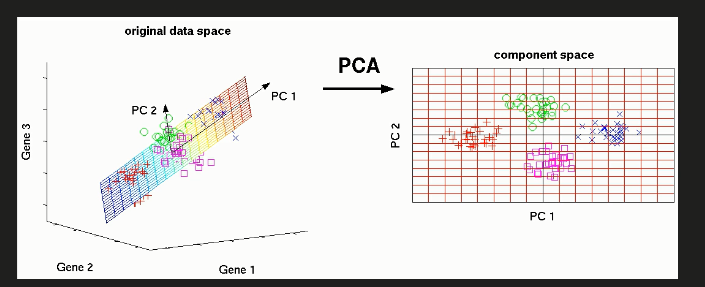 original data space
PC 2
PC 1
Gene 3
Gene 2
Gene 1
PCA
component space
PC 2
PC 1